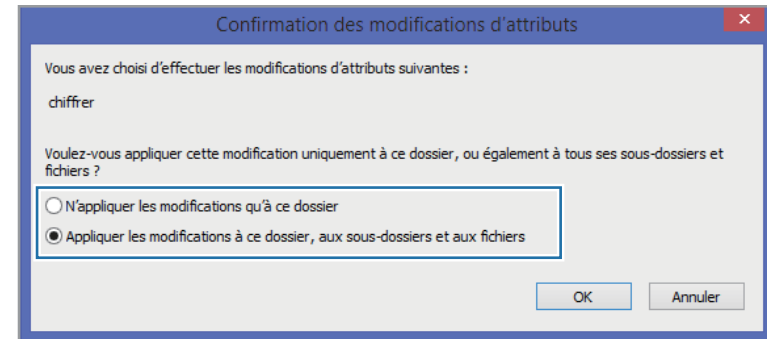 Confirmation des modifications d'attributs
Vous avez choisi d'effectuer les modifications d'attributs suivantes :
chiffrer
Voulez-vous appliquer cette modification uniquement à ce dossier, ou également à tous ses sous-dossiers et
fichiers ?
N'appliquer les modifications qu'à ce dossier
Appliquer les modifications à ce dossier, aux sous-dossiers et aux fichiers
OK Annuler